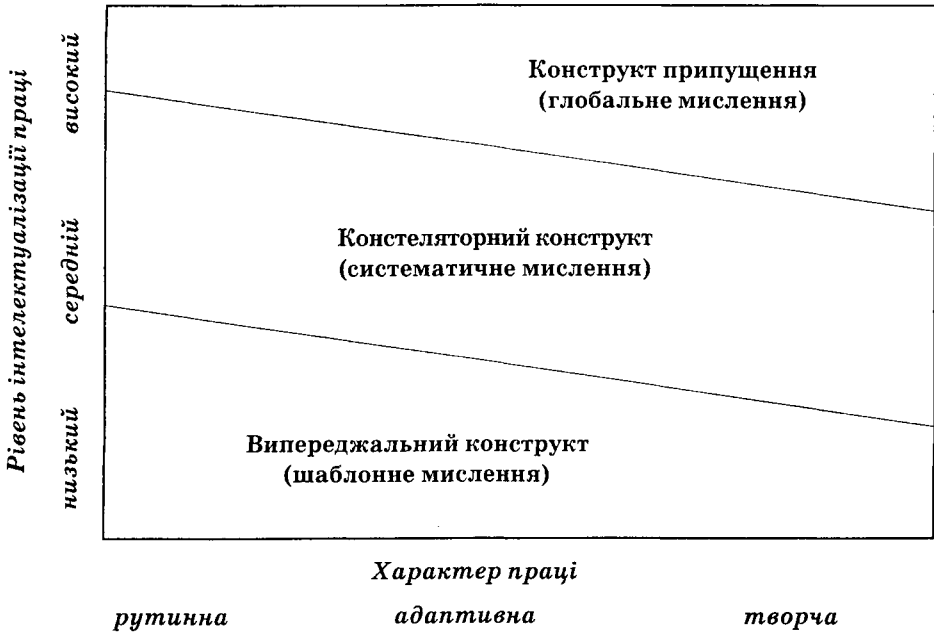 Рівень інтелектуалізації праці
високий
середній
низький
Конструкт припущення
(глобальне мислення)
Констеляторний конструкт
(систематичне мислення)
Випереджальний конструкт
(шаблонне мислення)
Характер праці
рутинна адаптивна творча